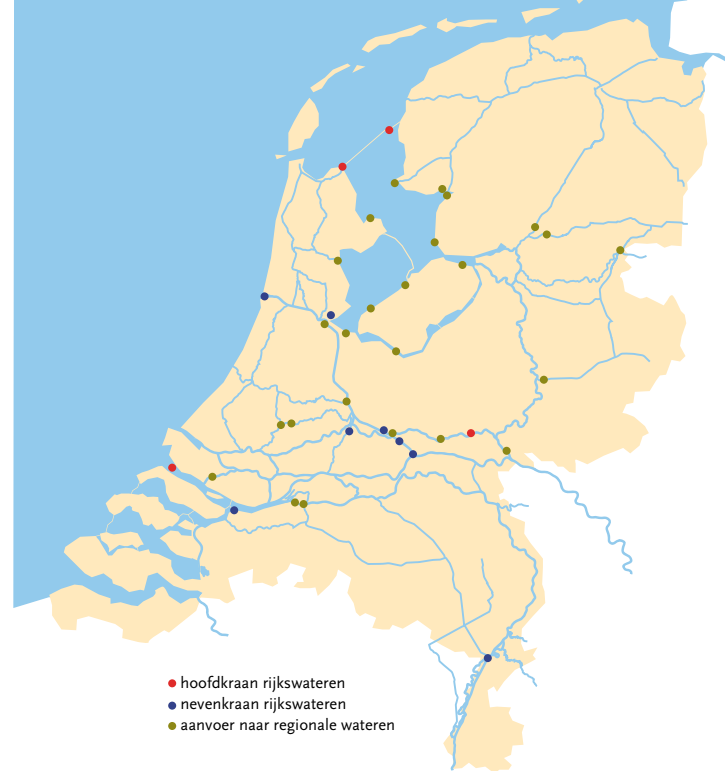 hoofdkraan rijkswateren
nevenkraan rijkswateren
aanvoer naar regionale wateren